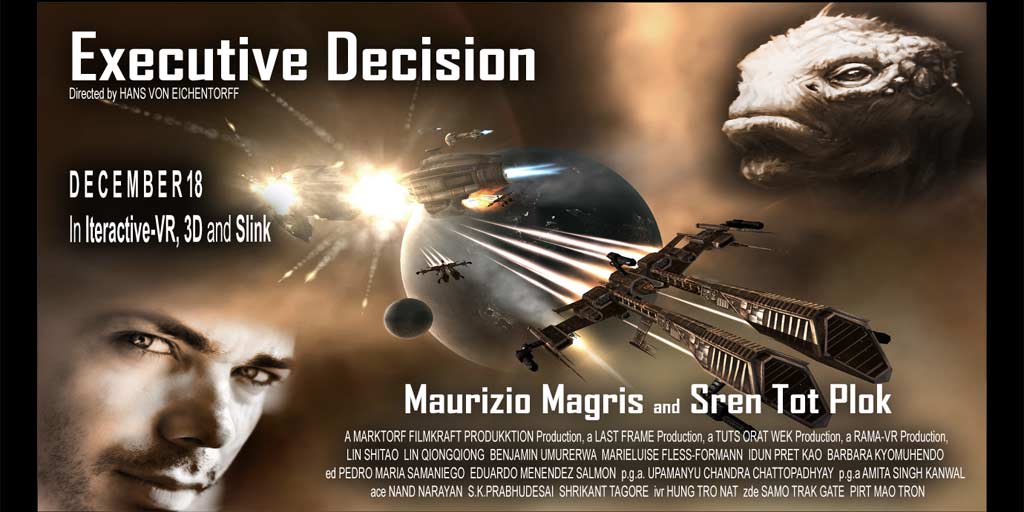 Executive Decision
Directed by HANS VON EICHENTORFF
DECEMBER 18
In Iteractive-VR, 3D and Slink
Maurizio Magris and Sren Tot Plok
A MARKTORF FILMKRAFT PRODUKKTION Production, a LAST FRAME Production, a TUTS ORAT WEK Production, a RAMA-VR Production,
LIN SHITAO LIN QIONGQIONG BENJAMIN UMURERWA MARIELUISE FLESS-FORMANN IDUN PRET KAO BARBARA KYOMUHENDO
ed PEDRO MARIA SAMANIEGO EDUARDO MENENDEZ SALMON p.g.a. UPAMANYU CHANDRA CHATTOPADHYAY p.g.a AMITA SINGH KANWAL
ace NAND NARAYAN S.K.PRABHUDESAI SHRIKANT TAGORE ivr HUNG TRO NAT zde SAMO TRAK GATE PIRT MAO TRON